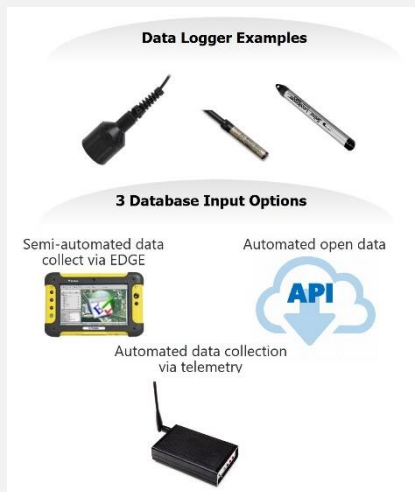 Data Logger Examples
3 Database Input Options
Semi-automated data
collect via EDGE
Automated open data
API
Automated data collection
via telemetry